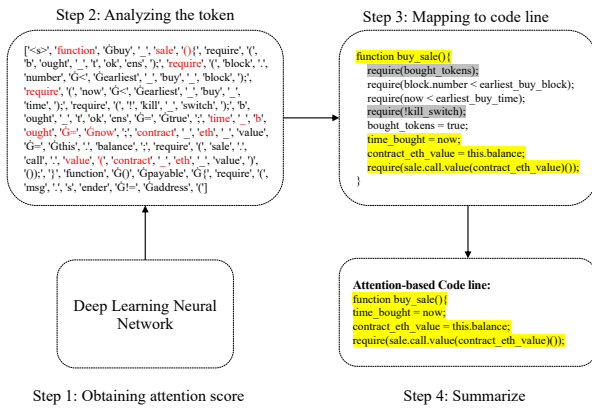 Step 2: Analyzing the token
['<s>', 'function', 'Ġbuy', '_', 'sale', '(){', 'require', '(',
'b', 'ought', '_', 't', 'ok', 'ens', ');', 'require', '(', 'block', '.',
'number', 'Ġ<', 'Ġearliest', '_', 'buy', '_', 'block', ');',
'require', '(', 'now', 'Ġ<', 'Ġearliest', '_', 'buy', '_',
'time', ');', 'require', '(', '!', 'kill', '_', 'switch', ');', 'b',
'ought', '_', 't', 'ok', 'ens', 'Ġ=', 'Ġtrue', ';', 'time', '_', 'b',
'ought', 'Ġ=', 'Ġnow', ';', 'contract', '_', 'eth', '_', 'value',
'Ġ=', 'Ġthis', '.', 'balance', ';', 'require', '(', 'sale', '.',
'call', '.', 'value', '(', 'contract', '_', 'eth', '_', 'value', ')',
'());', '}', 'function', 'Ġ()', 'Ġpayable', 'Ġ{', 'require', '(',
'msg', '.', 's', 'ender', 'Ġ!=', 'Ġaddress', '(']
Step 3: Mapping to code line
function buy_sale(){
require(bought_tokens);
require(block.number < earliest_buy_block);
require(now < earliest_buy_time);
require(!kill_switch);
bought_tokens = true;
time_bought = now;
contract_eth_value = this.balance;
require(sale.call.value(contract_eth_value)());
}
Deep Learning Neural
Network
Attention-based Code line:
function buy_sale(){
time_bought = now;
contract_eth_value = this.balance;
require(sale.call.value(contract_eth_value)());
Step 1: Obtaining attention score
Step 4: Summarize